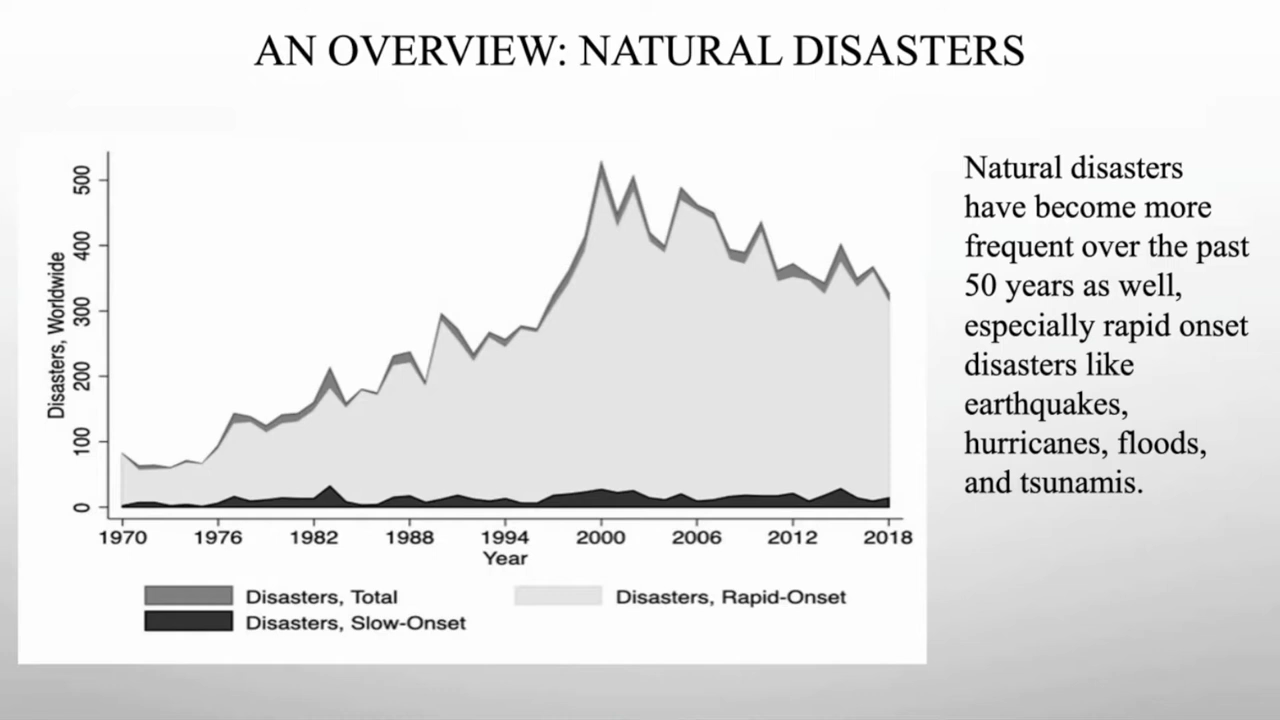 AN OVERVIEW: NATURAL DISASTERS
Disasters, Worldwide
500
400
300
200
100
0
1970 1976 1982 1988 1994 2000 2006 2012 2018
Year
Disasters, Total
Disasters, Rapid-Onset
Disasters, Slow-Onset
Natural disasters
have become more
frequent over the past
50 years as well,
especially rapid onset
disasters like
earthquakes,
hurricanes, floods,
and tsunamis.